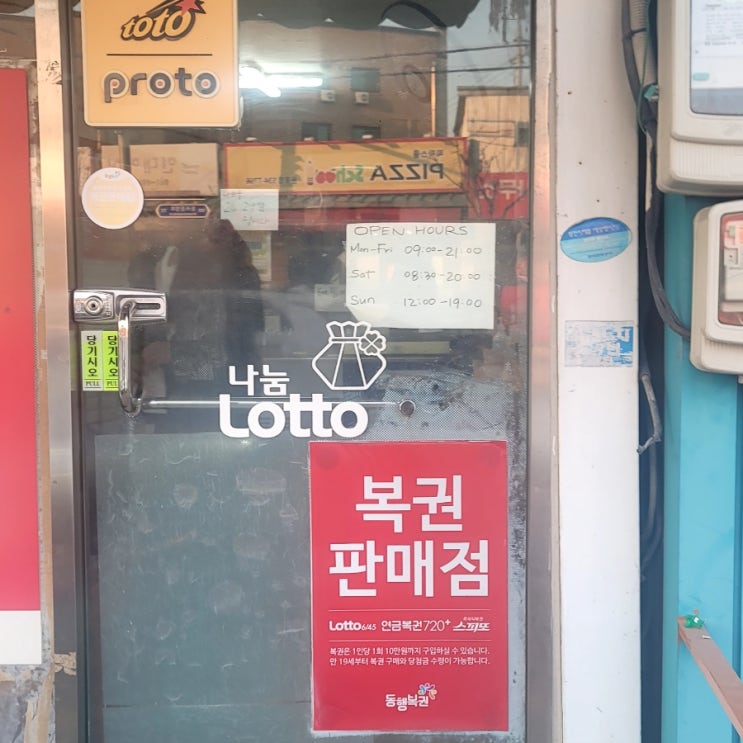 toto
proto
피자스쿨
PIZZA School
OPEN HOURS
Mon-Fri 09:00-21:00
Sat 08:30-20:00
Sun 12:00-19:00
당기시오
PULL
당기시오
PULL
나눔
Lotto
복권
판매점
Lotto 6/45 연금복권720+ 스피또
복권은 1인당 1회 10만원까지 구입하실 수 있습니다.
만 19세부터 복권 구매와 당첨금 수령이 가능합니다.
동행복권